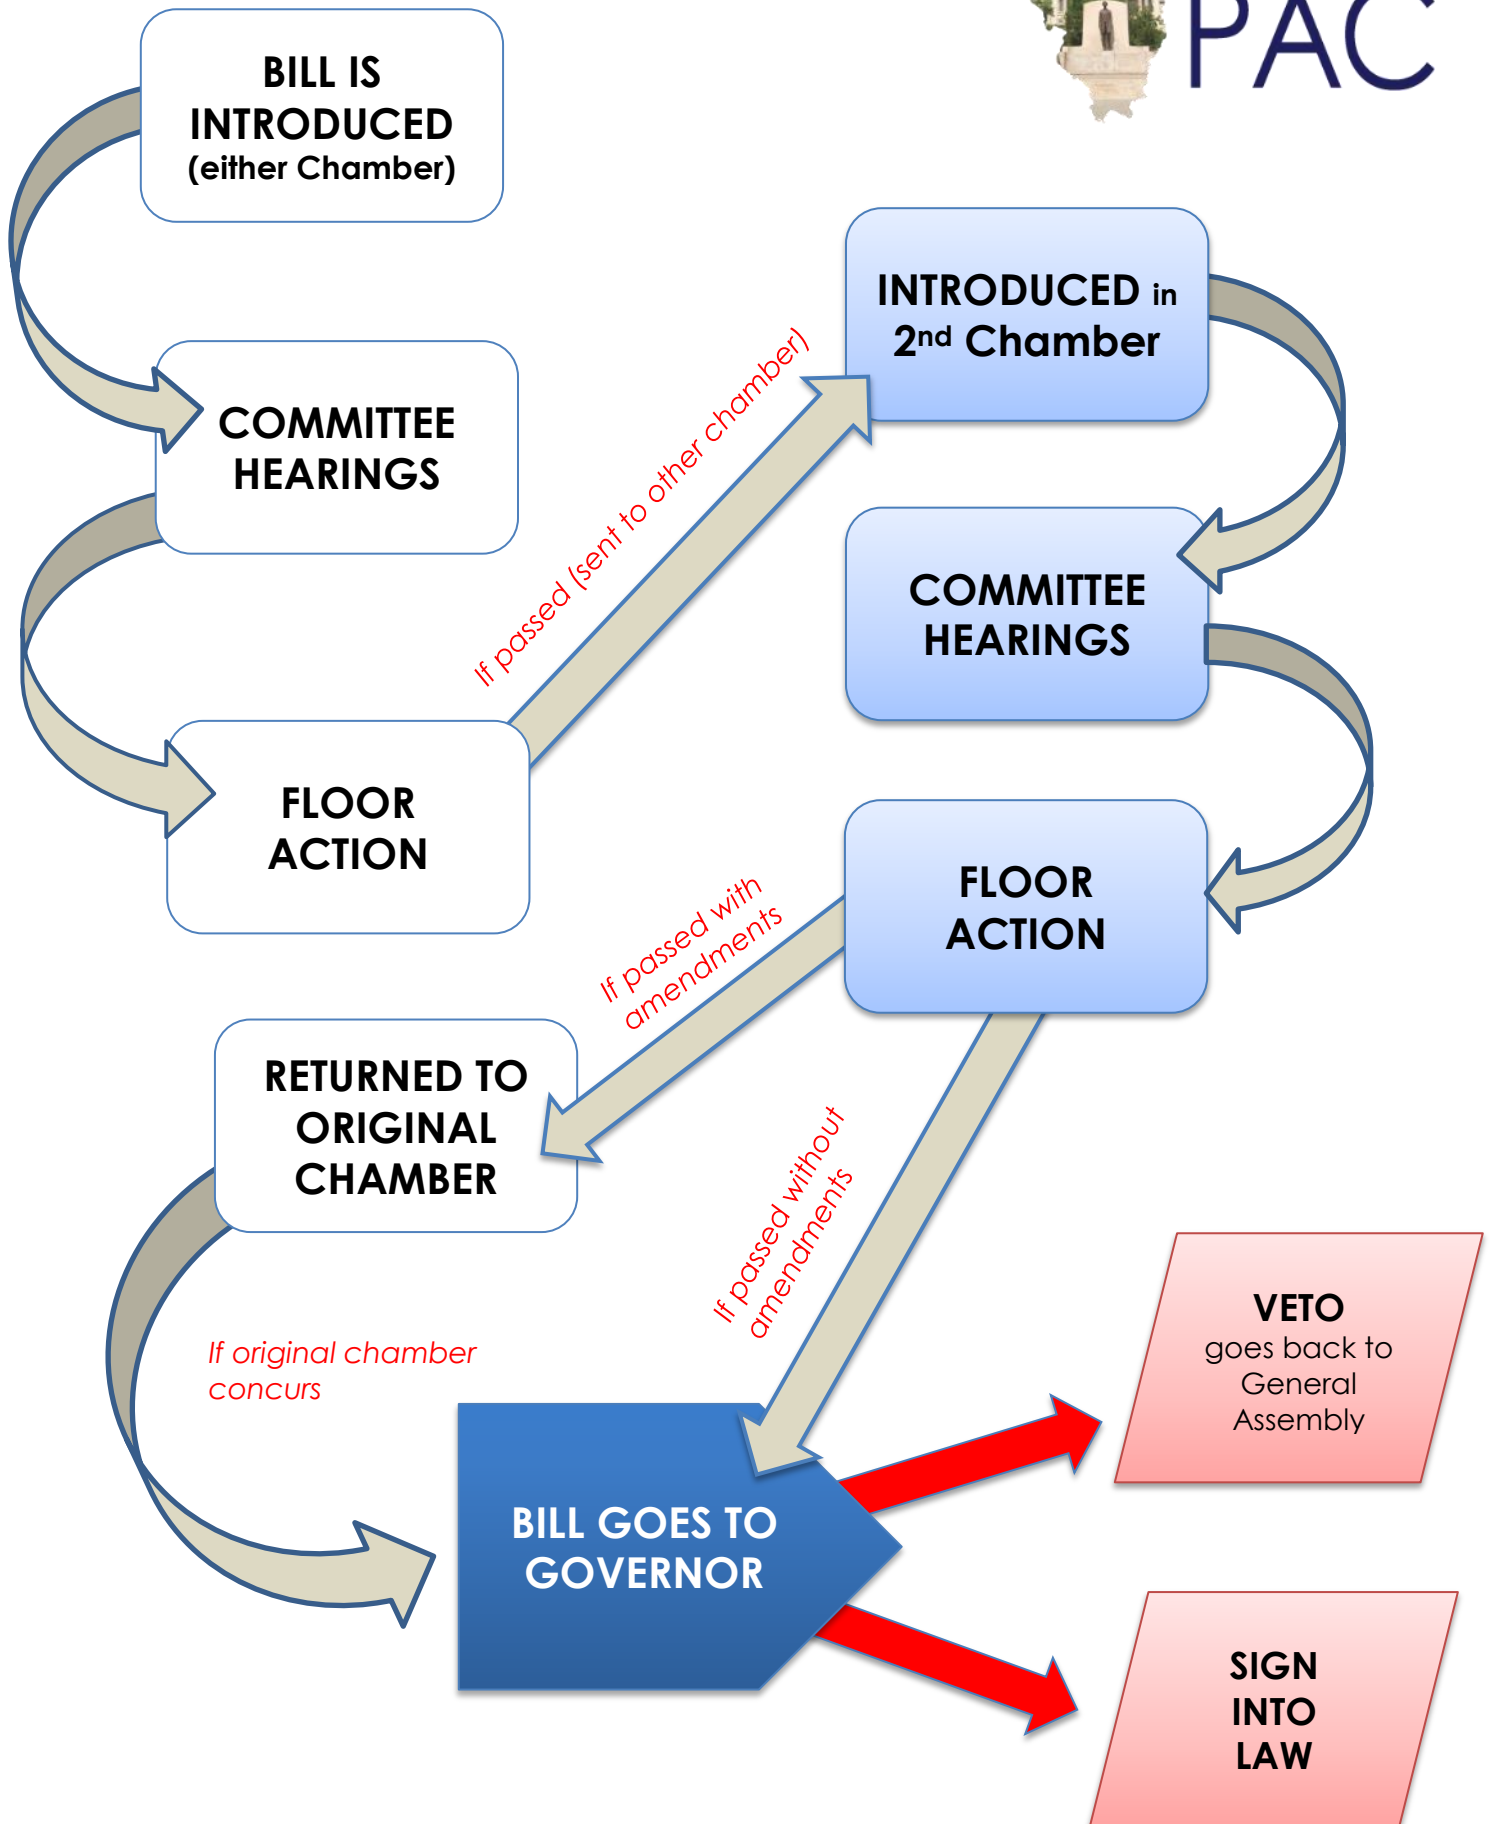 PAC
BILL IS
INTRODUCED
(either Chamber)
INTRODUCED in
2nd Chamber
COMMITTEE
HEARINGS
If passed (sent to other chamber)
COMMITTEE
HEARINGS
FLOOR
ACTION
FLOOR
ACTION
If passed with
amendments
RETURNED TO
ORIGINAL
CHAMBER
If passed without
amendments
If original chamber
concurs
VETO
goes back to
General
Assembly
BILL GOES TO
GOVERNOR
SIGN
INTO
LAW